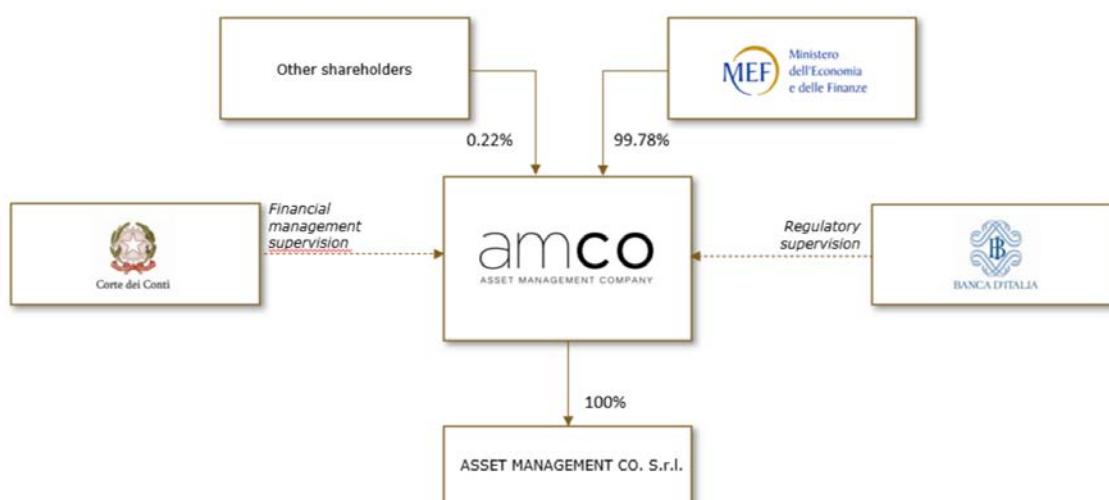 Other shareholders
MEF
Ministero
dell'Economia
e delle Finanze
0.22%
99.78%
Corte dei Conti
Financial
management
supervision
amco
ASSET MANAGEMENT COMPANY
Regulatory
supervision
BANCA D'ITALIA
100%
ASSET MANAGEMENT CO. S.r.l.